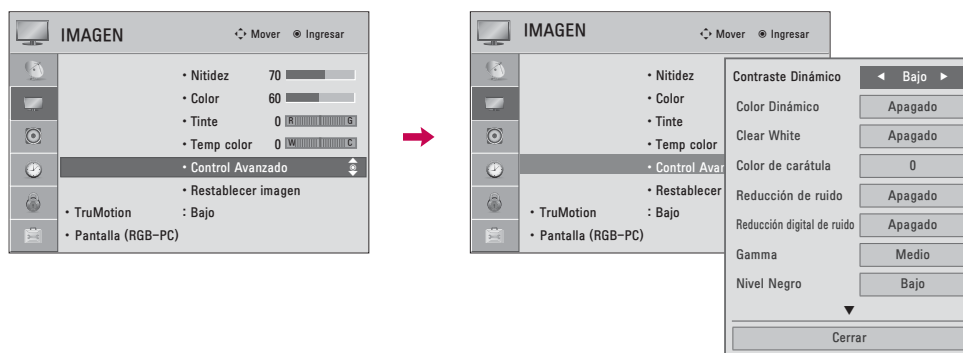 IMAGEN
Mover
Ingresar
• Nitidez 70
• Color 60
• Tinte 0 R G
• Temp color 0 W C
• Control Avanzado
• Restablecer imagen
• TruMotion : Bajo
• Pantalla (RGB-PC)
IMAGEN
Mover
Ingresar
• Nitidez
• Color
• Tinte
• Temp color
• Control Avan
• Restablecer
• TruMotion : Bajo
• Pantalla (RGB-PC)
Contraste Dinámico ◄ Bajo ►
Color Dinámico Apagado
Clear White Apagado
Color de carátula 0
Reducción de ruido Apagado
Reducción digital de ruido Apagado
Gamma Medio
Nivel Negro Bajo
▼
Cerrar